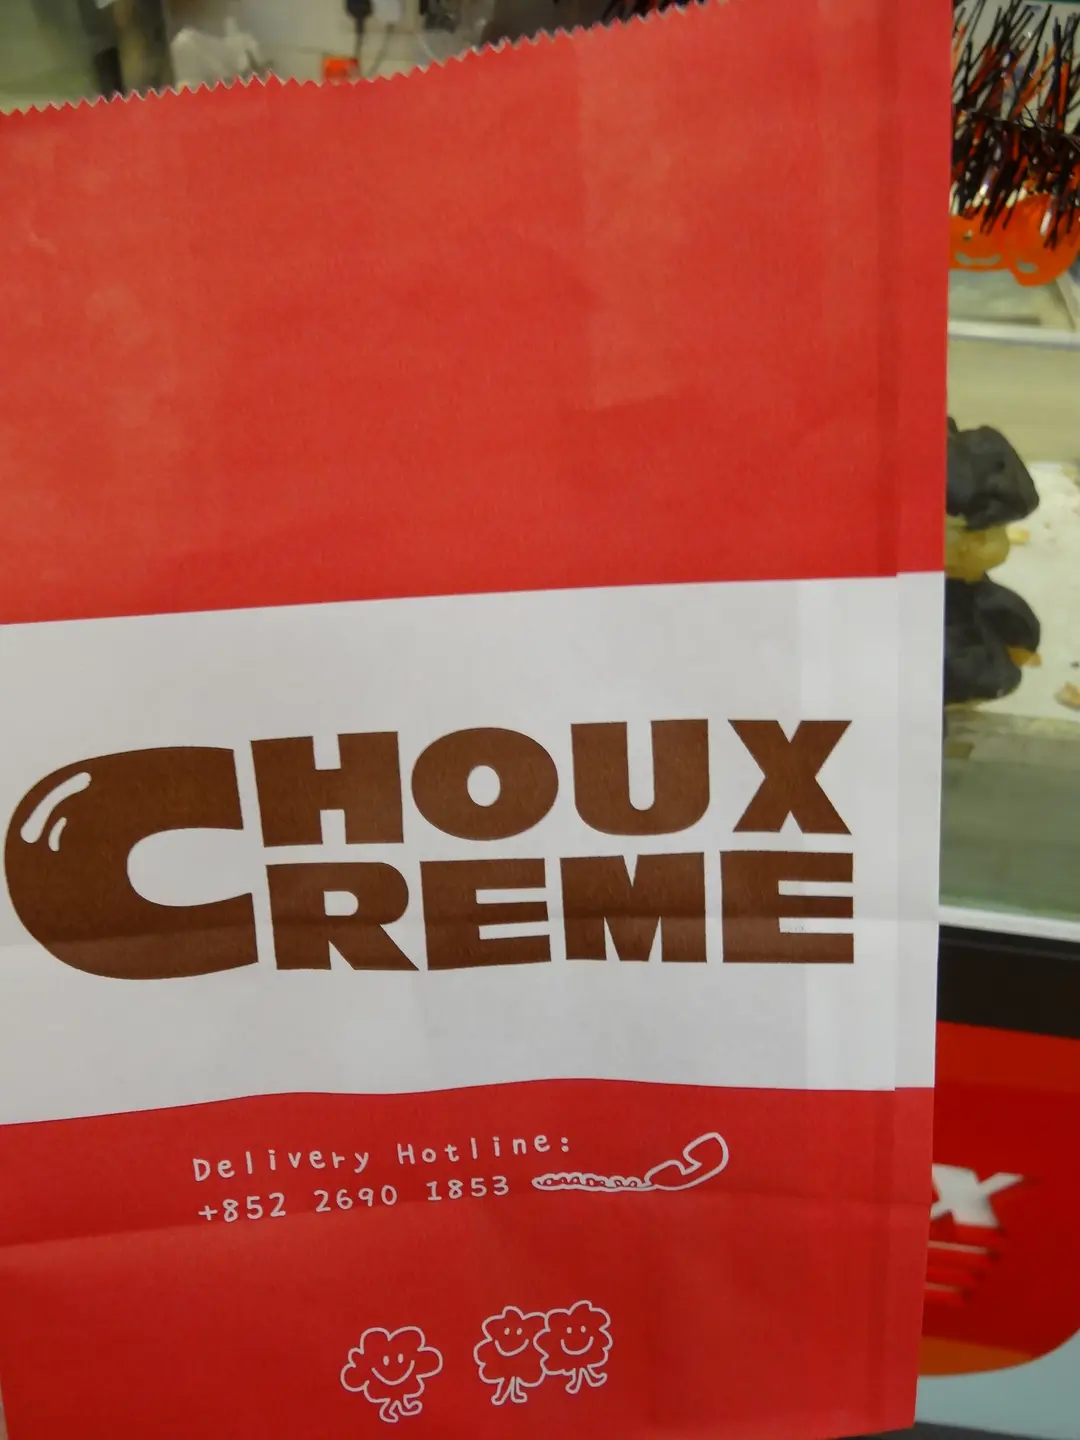 CHOUX
CREME
Delivery Hotline:
+852 2690 1853